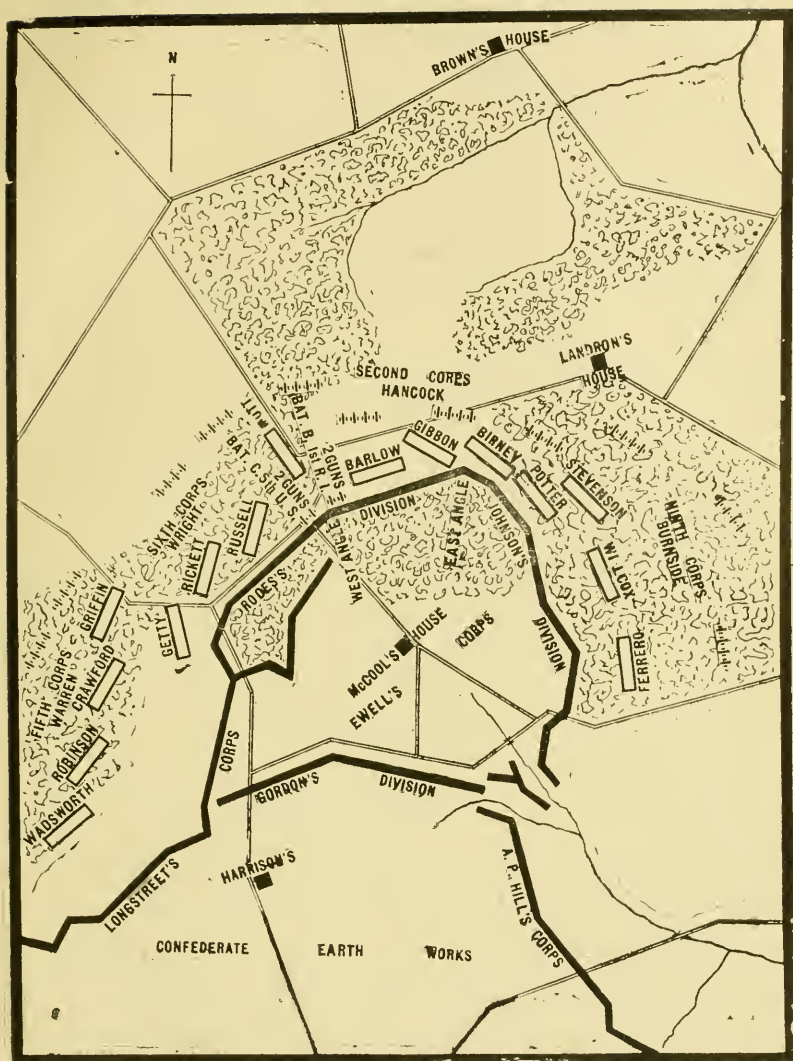 N
BROWN'S HOUSE
LANDRON'S
HOUSE
SECOND CORPS
HANCOCK
MOTT
BAT. B. 1st R. I.
2 GUNS
BAT. C. 5th U. S.
2 GUNS
BARLOW
GIBBON
BIRNEY
POTTER
STEVENSON
SIXTH CORPS
WRIGHT
RUSSELL
RICKETT
GETTY
GRIFFIN
FIFTH CORPS
WARREN
CRAWFORD
ROBINSON
WADSWORTH
NINTH CORPS
BURNSIDE
WILLCOX
FERRERO
WEST ANGLE
EAST ANGLE
JOHNSON'S
DIVISION
RODES'S
DIVISION
McCOOL'S HOUSE
EWELL'S
CORPS
GORDON'S
DIVISION
LONGSTREET'S
CORPS
HARRISON'S
A. P. HILL'S CORPS
CONFEDERATE EARTH WORKS